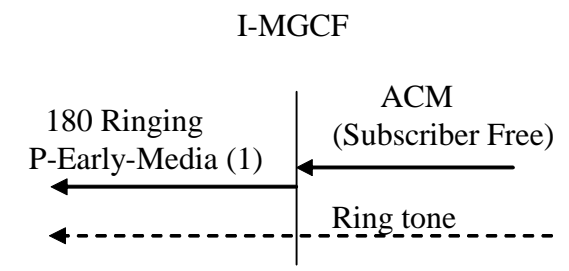 I-MGCF
ACM
180 Ringing
(Subscriber Free)
P-Early-Media (1)
Ring tone